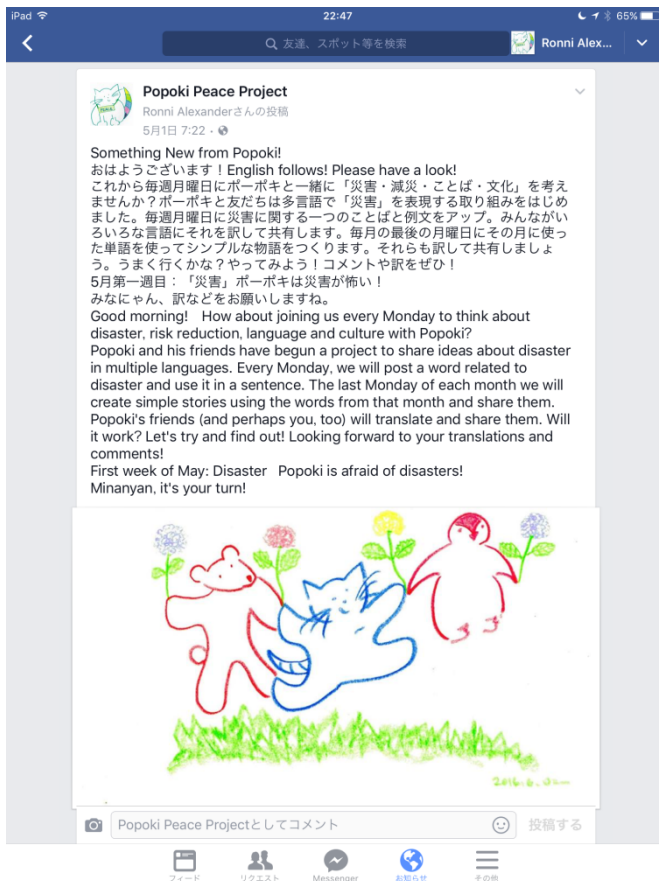 iPad 22:47 65%
友達、スポット等を検索 Ronni Alex...
Popoki Peace Project
Ronni Alexanderさんの投稿
5月1日 7:22 ·
Something New from Popoki!
おはようございます！English follows! Please have a look!
これから毎週月曜日にポーポキと一緒に「災害・減災・ことば・文化」を考え
ませんか？ポーポキと友だちは多言語で「災害」を表現する取り組みをはじめ
ました。毎週月曜日に災害に関する一つのことばと例文をアップ。みんながい
ろいろな言語にそれを訳して共有します。毎月の最後の月曜日にその月に使っ
た単語を使ってシンプルな物語をつくります。それらも訳して共有しましょ
う。うまく行くかな？やってみよう！コメントや訳をぜひ！
5月第一週目：「災害」ポーポキは災害が怖い！
みなにゃん、訳などをお願いしますね。
Good morning! How about joining us every Monday to think about
disaster, risk reduction, language and culture with Popoki?
Popoki and his friends have begun a project to share ideas about disaster
in multiple languages. Every Monday, we will post a word related to
disaster and use it in a sentence. The last Monday of each month we will
create simple stories using the words from that month and share them.
Popoki's friends (and perhaps you, too) will translate and share them. Will
it work? Let's try and find out! Looking forward to your translations and
comments!
First week of May: Disaster Popoki is afraid of disasters!
Minanyan, it's your turn!
Popoki Peace Projectとしてコメント 投稿する
フィード リクエスト Messenger お知らせ その他